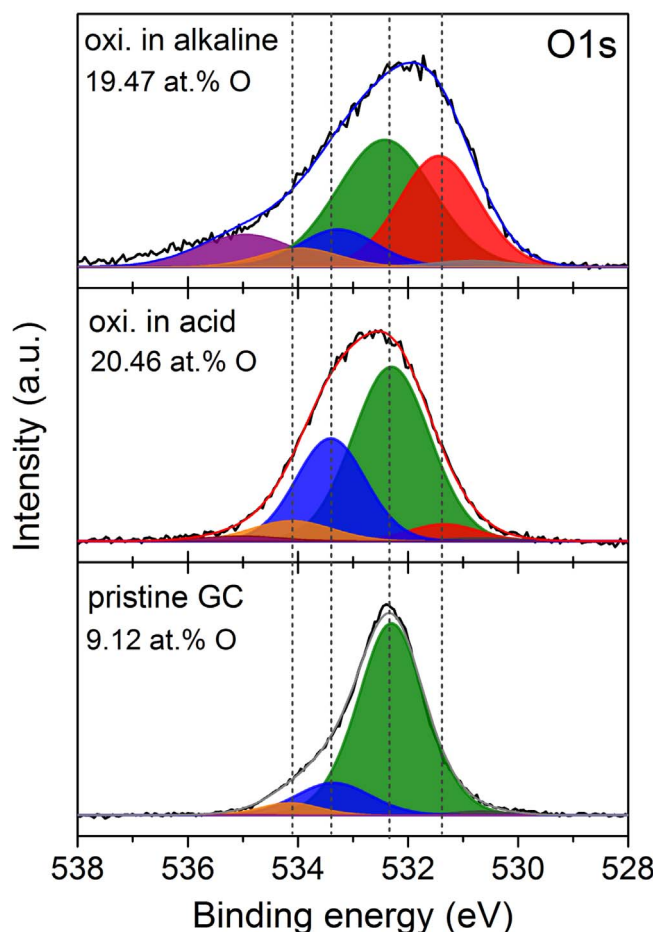 oxi. in alkaline
O1s
19.47 at.% O
oxi. in acid
20.46 at.% O
pristine GC
9.12 at.% O
Intensity (a.u.)
538 536 534 532 530 528
Binding energy (eV)